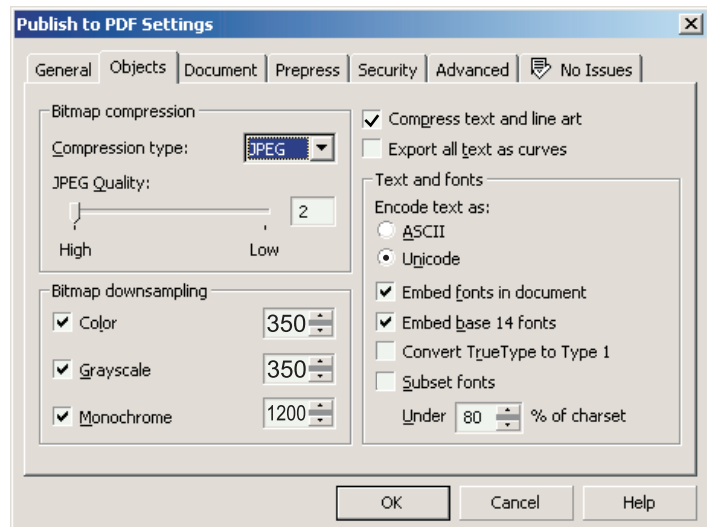 Publish to PDF Settings
General Objects Document Prepress Security Advanced No Issues
Bitmap compression
Compression type: JPEG
JPEG Quality:
2
High Low
Bitmap downsampling
Color 350
Grayscale 350
Monochrome 1200
Compress text and line art
Export all text as curves
Text and fonts
Encode text as:
ASCII
Unicode
Embed fonts in document
Embed base 14 fonts
Convert TrueType to Type 1
Subset fonts
Under 80 % of charset
OK Cancel Help